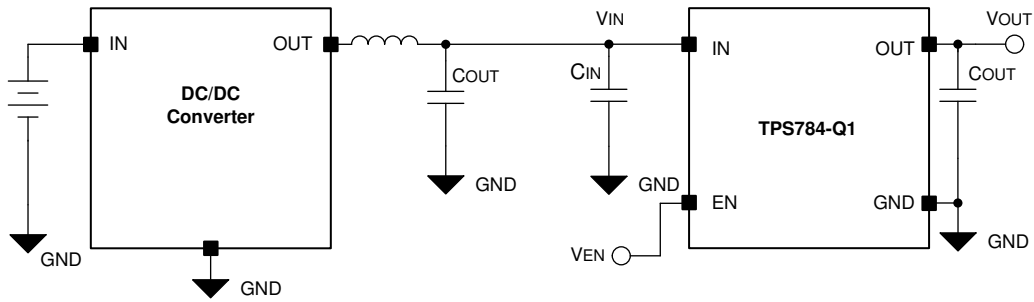 VIN
VOUT
IN
OUT
IN
OUT
COUT
CIN
COUT
DC/DC
Converter
TPS784-Q1
GND
GND
EN
GND
VEN
GND
GND
GND